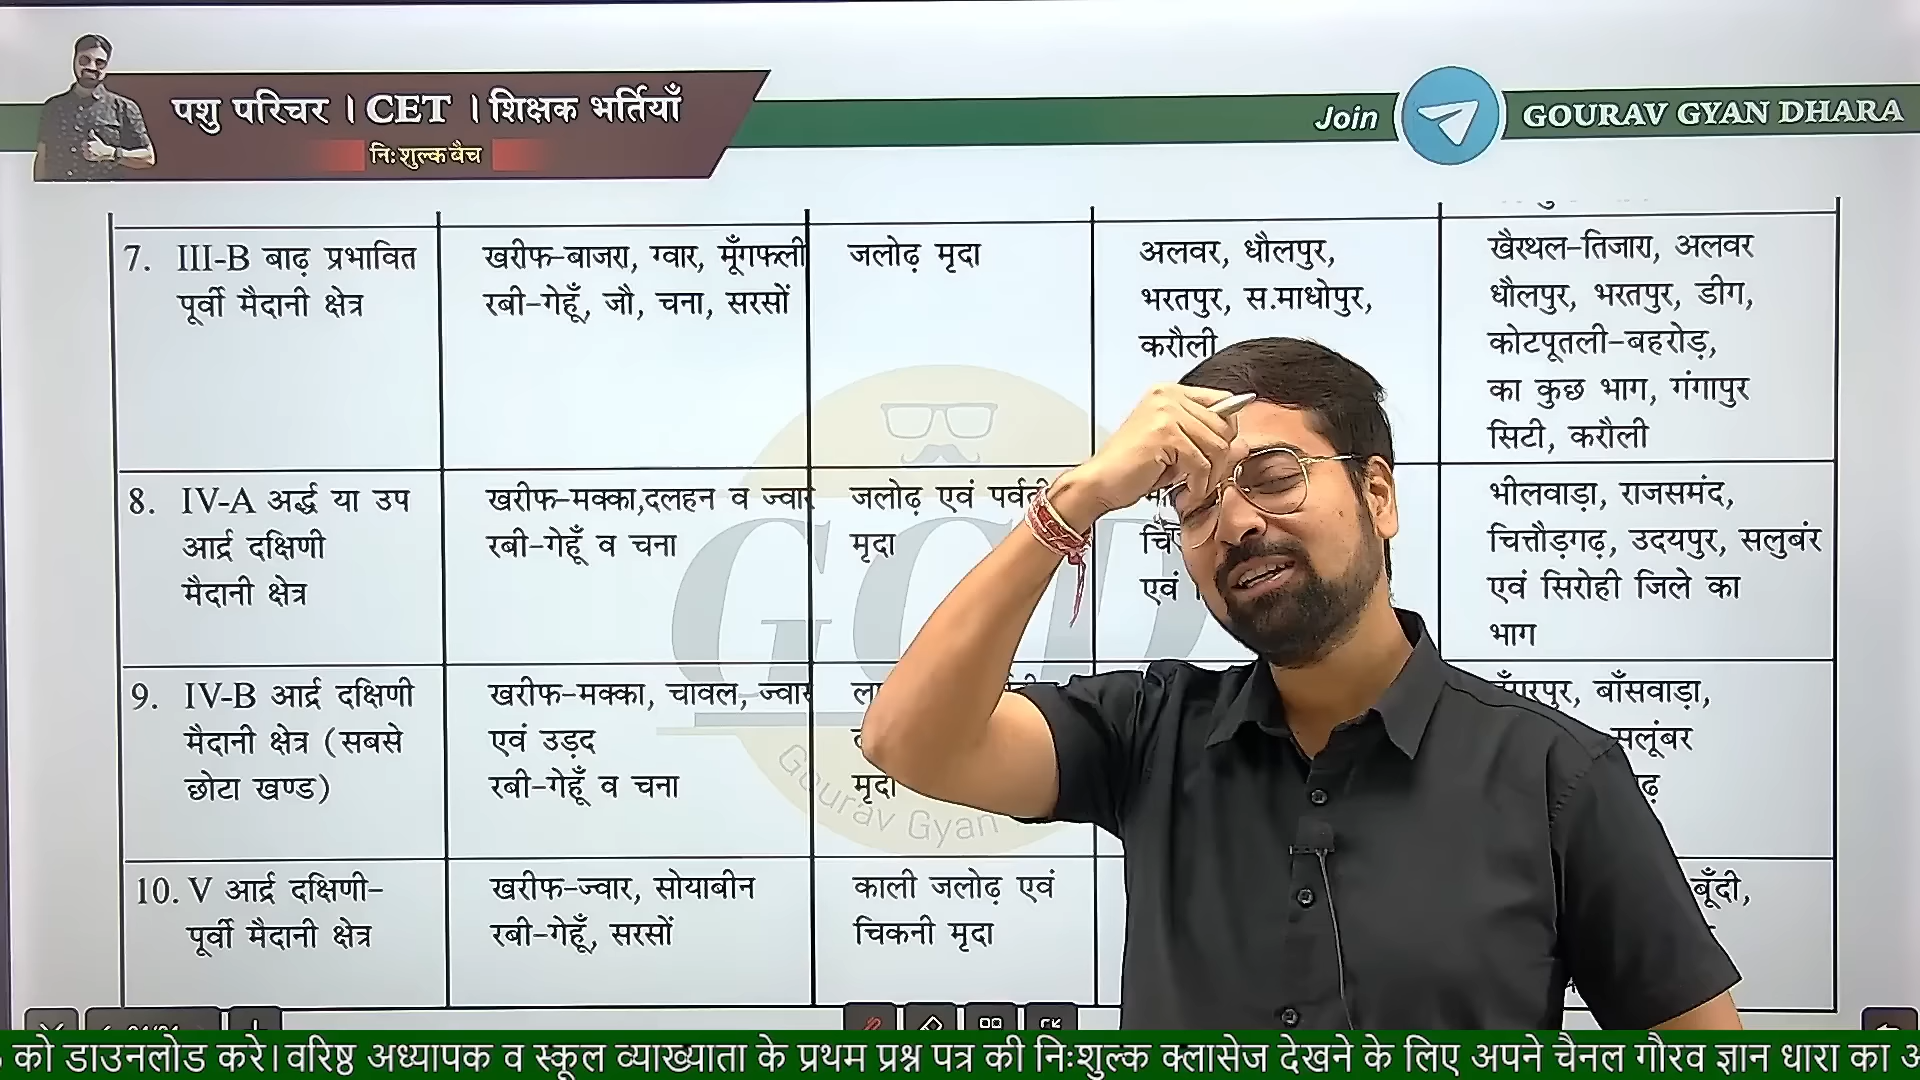 पशु परिचर । CET । शिक्षक भर्तियाँ
नि: शुल्क बैच
Join
GOURAV GYAN DHARA
7. III-B बाढ़ प्रभावित
पूर्वी मैदानी क्षेत्र
खरीफ-बाजरा, ग्वार, मूँगफली
रबी-गेहूँ, जौ, चना, सरसों
जलोढ़ मृदा
अलवर, धौलपुर,
भरतपुर, स.माधोपुर,
करौली
खैरथल-तिजारा, अलवर
धौलपुर, भरतपुर, डीग,
कोटपूतली-बहरोड़,
का कुछ भाग, गंगापुर
सिटी, करौली
8. IV-A अर्द्ध या उप
आर्द्र दक्षिणी
मैदानी क्षेत्र
खरीफ-मक्का,दलहन व ज्वार
रबी-गेहूँ व चना
जलोढ़ एवं
मृदा
एवं
भीलवाड़ा, राजसमंद,
चित्तौड़गढ़, उदयपुर, सलुबंर
एवं सिरोही जिले का
भाग
9. IV-B आर्द्र दक्षिणी
मैदानी क्षेत्र (सबसे
छोटा खण्ड)
खरीफ-मक्का, चावल, ज्वार
एवं उड़द
रबी-गेहूँ व चना
मृदा
बाँसवाड़ा,
सलूंबर
10. V आर्द्र दक्षिणी-
पूर्वी मैदानी क्षेत्र
खरीफ-ज्वार, सोयाबीन
रबी-गेहूँ, सरसों
काली जलोढ़ एवं
चिकनी मृदा
बूँदी,
GGD
Gourav Gyan
को डाउनलोड करे। वरिष्ठ अध्यापक व स्कूल व्याख्याता के प्रथम प्रश्न पत्र की निःशुल्क क्लासेज देखने के लिए अपने चैनल गौरव ज्ञान धारा का